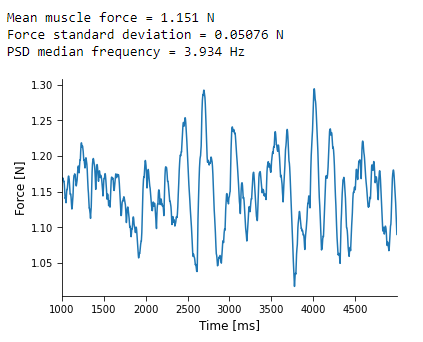 Mean muscle force = 1.151 N
Force standard deviation = 0.05076 N
PSD median frequency = 3.934 Hz
1.30
1.25
1.20
1.15
1.10
1.05
Force [N]
1000 1500 2000 2500 3000 3500 4000 4500
Time [ms]